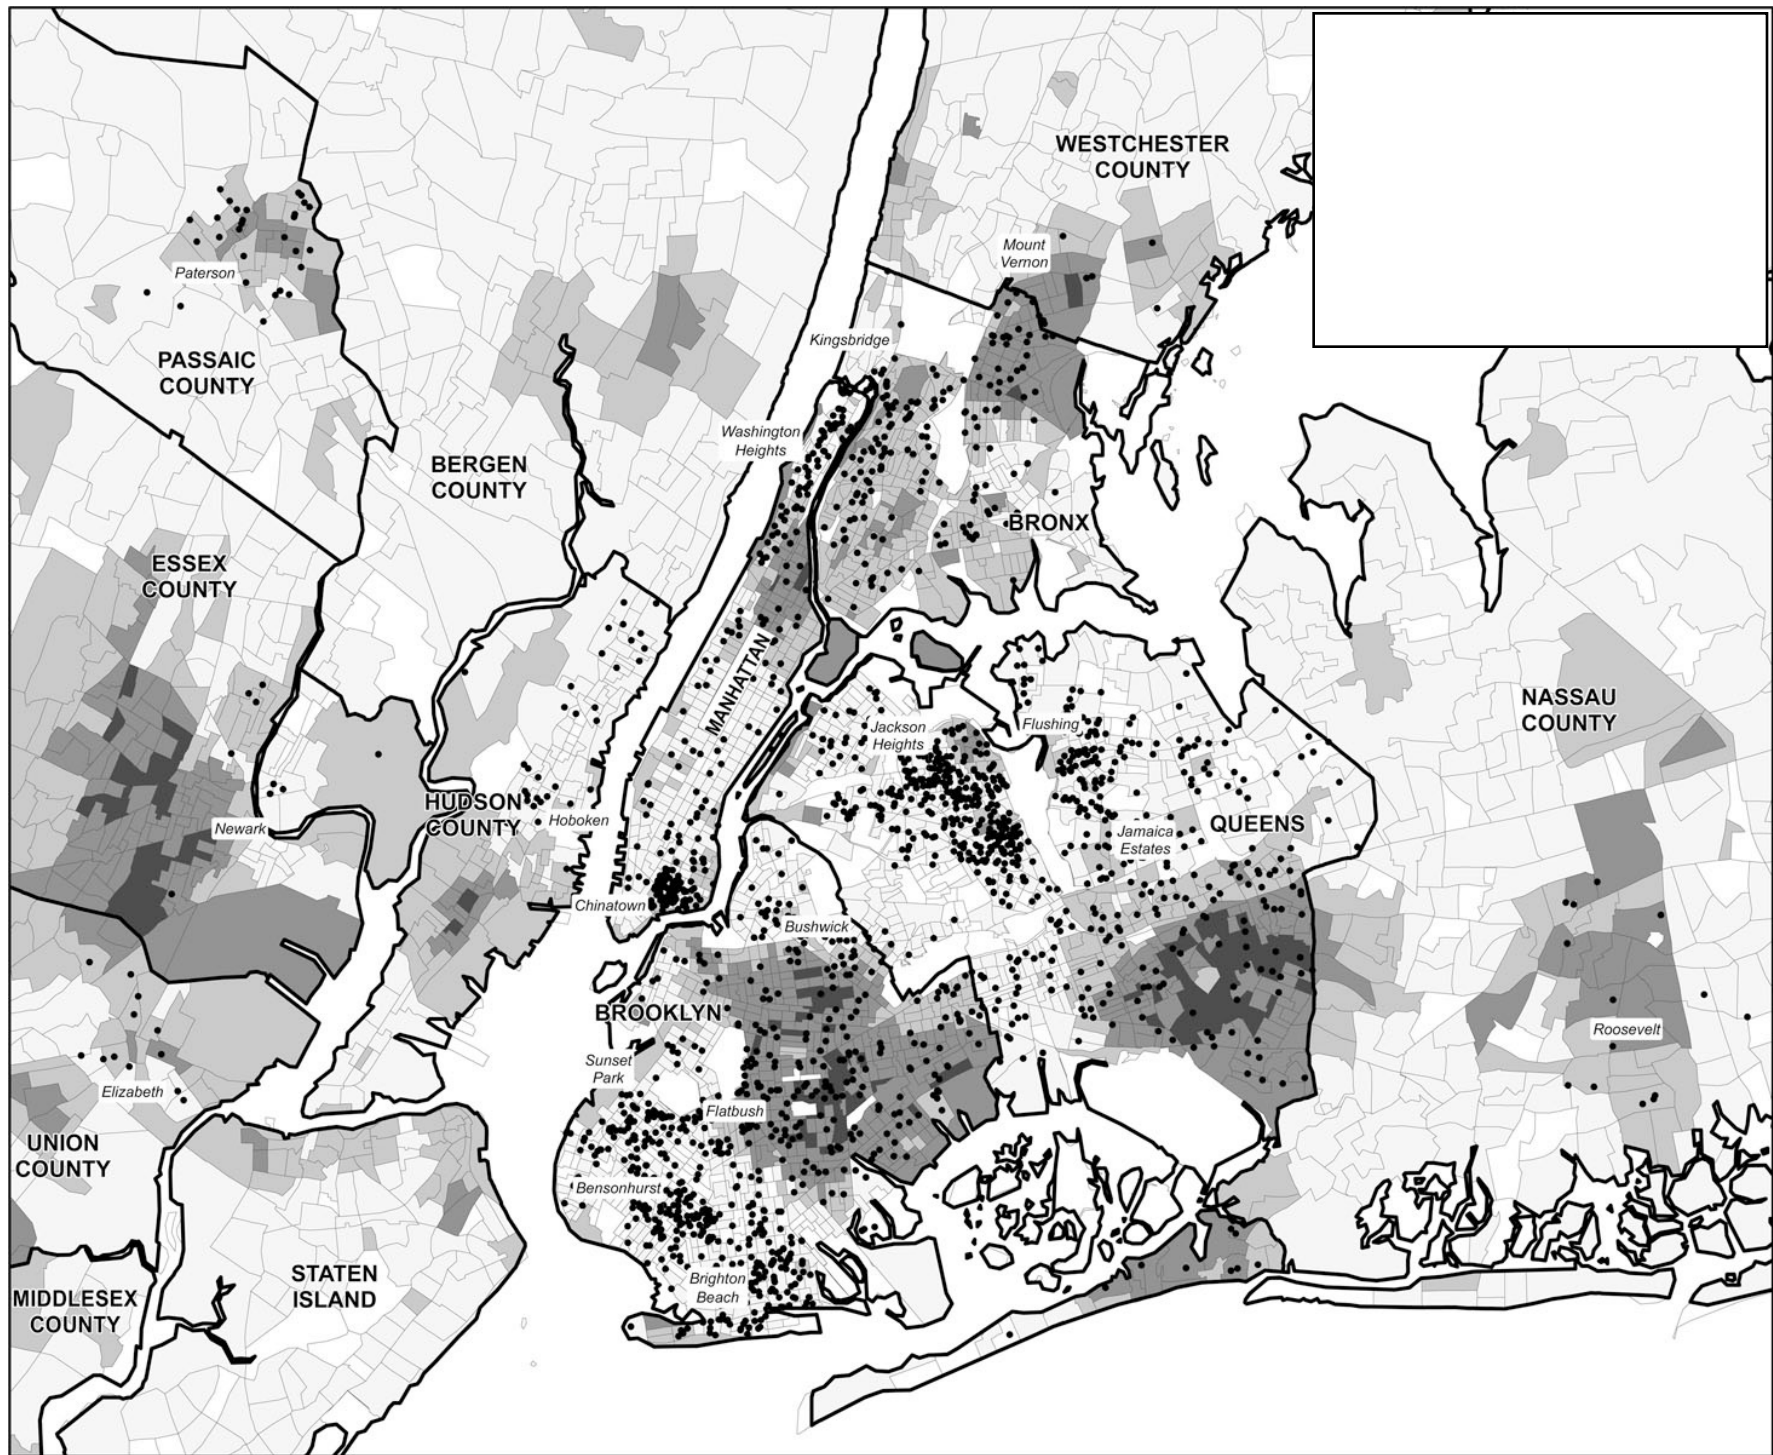 WESTCHESTER
COUNTY
Mount
Vernon
Paterson
Kingsbridge
PASSAIC
COUNTY
Washington
Heights
BERGEN
COUNTY
BRONX
ESSEX
COUNTY
MANHATTAN
Jackson
Heights
Flushing
NASSAU
COUNTY
HUDSON
COUNTY
Hoboken
Newark
Jamaica
Estates
QUEENS
Chinatown
Bushwick
BROOKLYN
Roosevelt
Sunset
Park
Elizabeth
Flatbush
UNION
COUNTY
Bensonhurst
STATEN
ISLAND
Brighton
Beach
MIDDLESEX
COUNTY